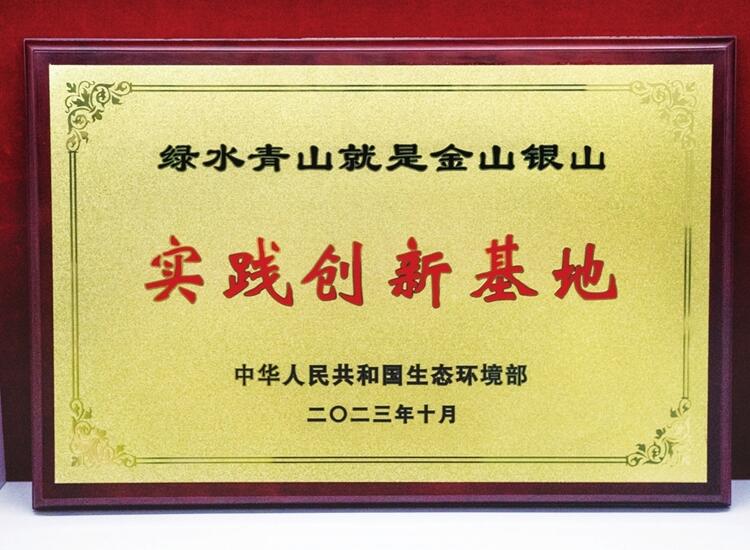 绿水青山就是金山银山
实践创新基地
中华人民共和国生态环境部
二〇二三年十月